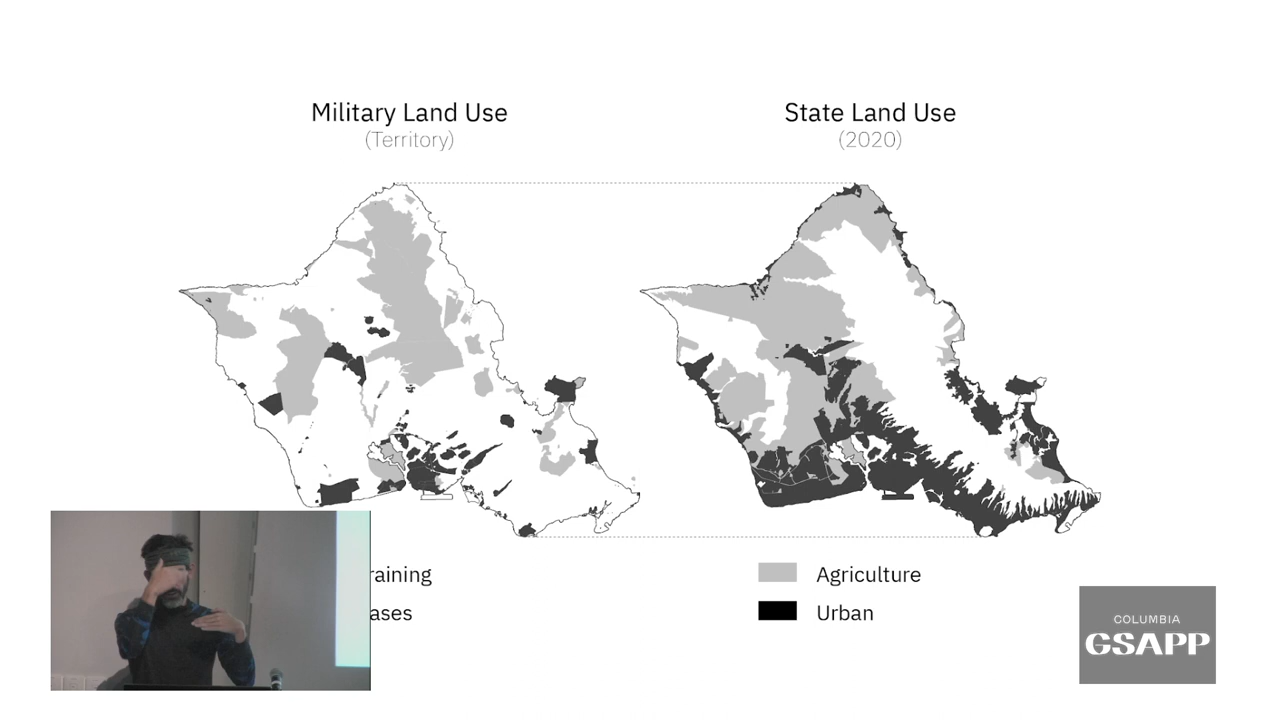 Military Land Use
(Territory)
State Land Use
(2020)
raining
ases
Agriculture
Urban
COLUMBIA
GSAPP